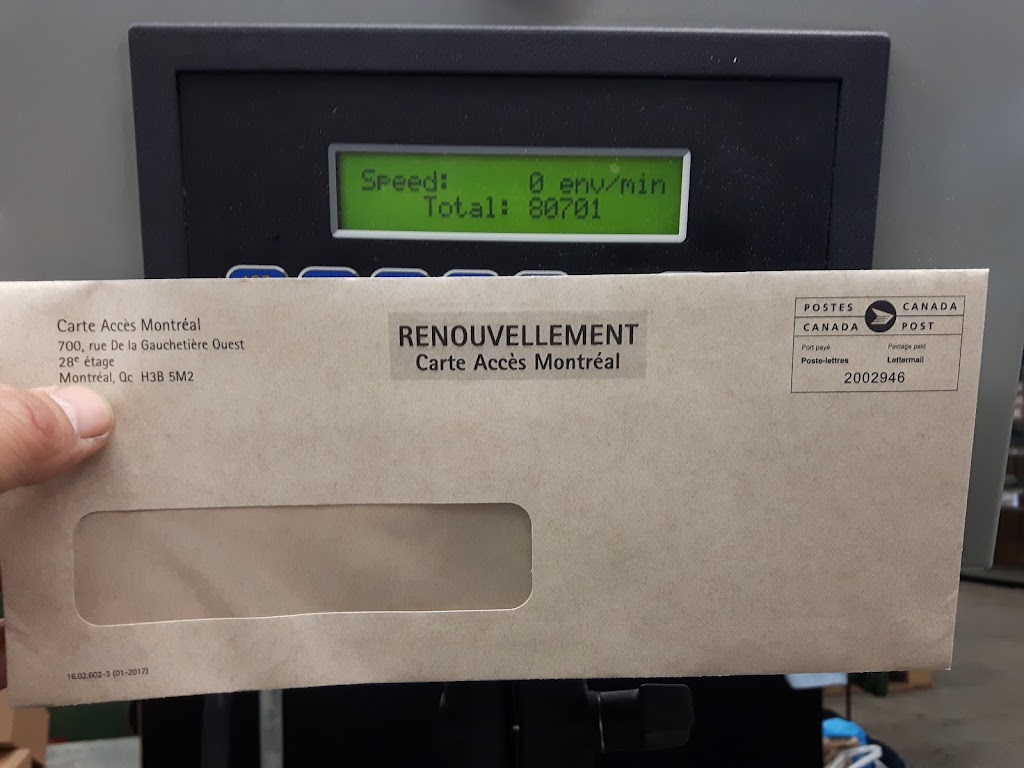 Speed: 0 env/min
Total: 80701
Carte Accès Montréal
700, rue De la Gauchetière Ouest
28e étage
Montréal, Qc H3B 5M2
RENOUVELLEMENT
Carte Accès Montréal
POSTES CANADA
CANADA POST
Port payé Postage paid
Poste-lettres Lettermail
2002946
16.02.602-3 (01-2017)